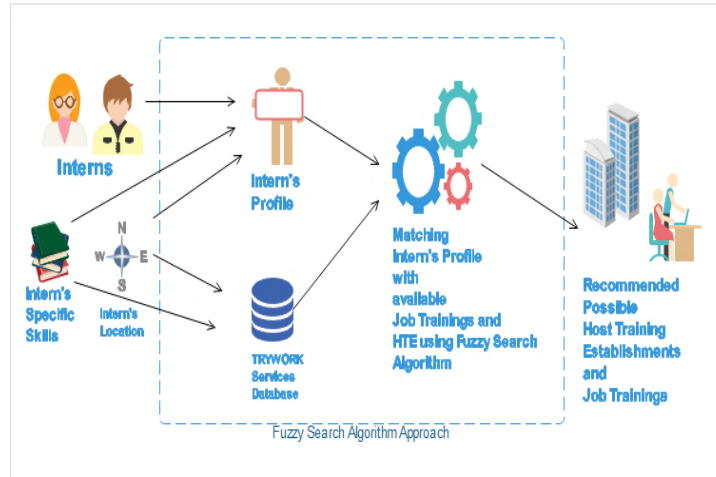 Interns
Intern's
Profile
N
W E
S
Intern's
Specific
Skills
Intern's
Location
TRYWORK
Services
Database
Matching
Intern's Profile
with
available
Job Trainings and
HTE using Fuzzy Search
Algorithm
Recommended
Possible
Host Training
Establishments
and
Job Trainings
Fuzzy Search Algorithm Approach